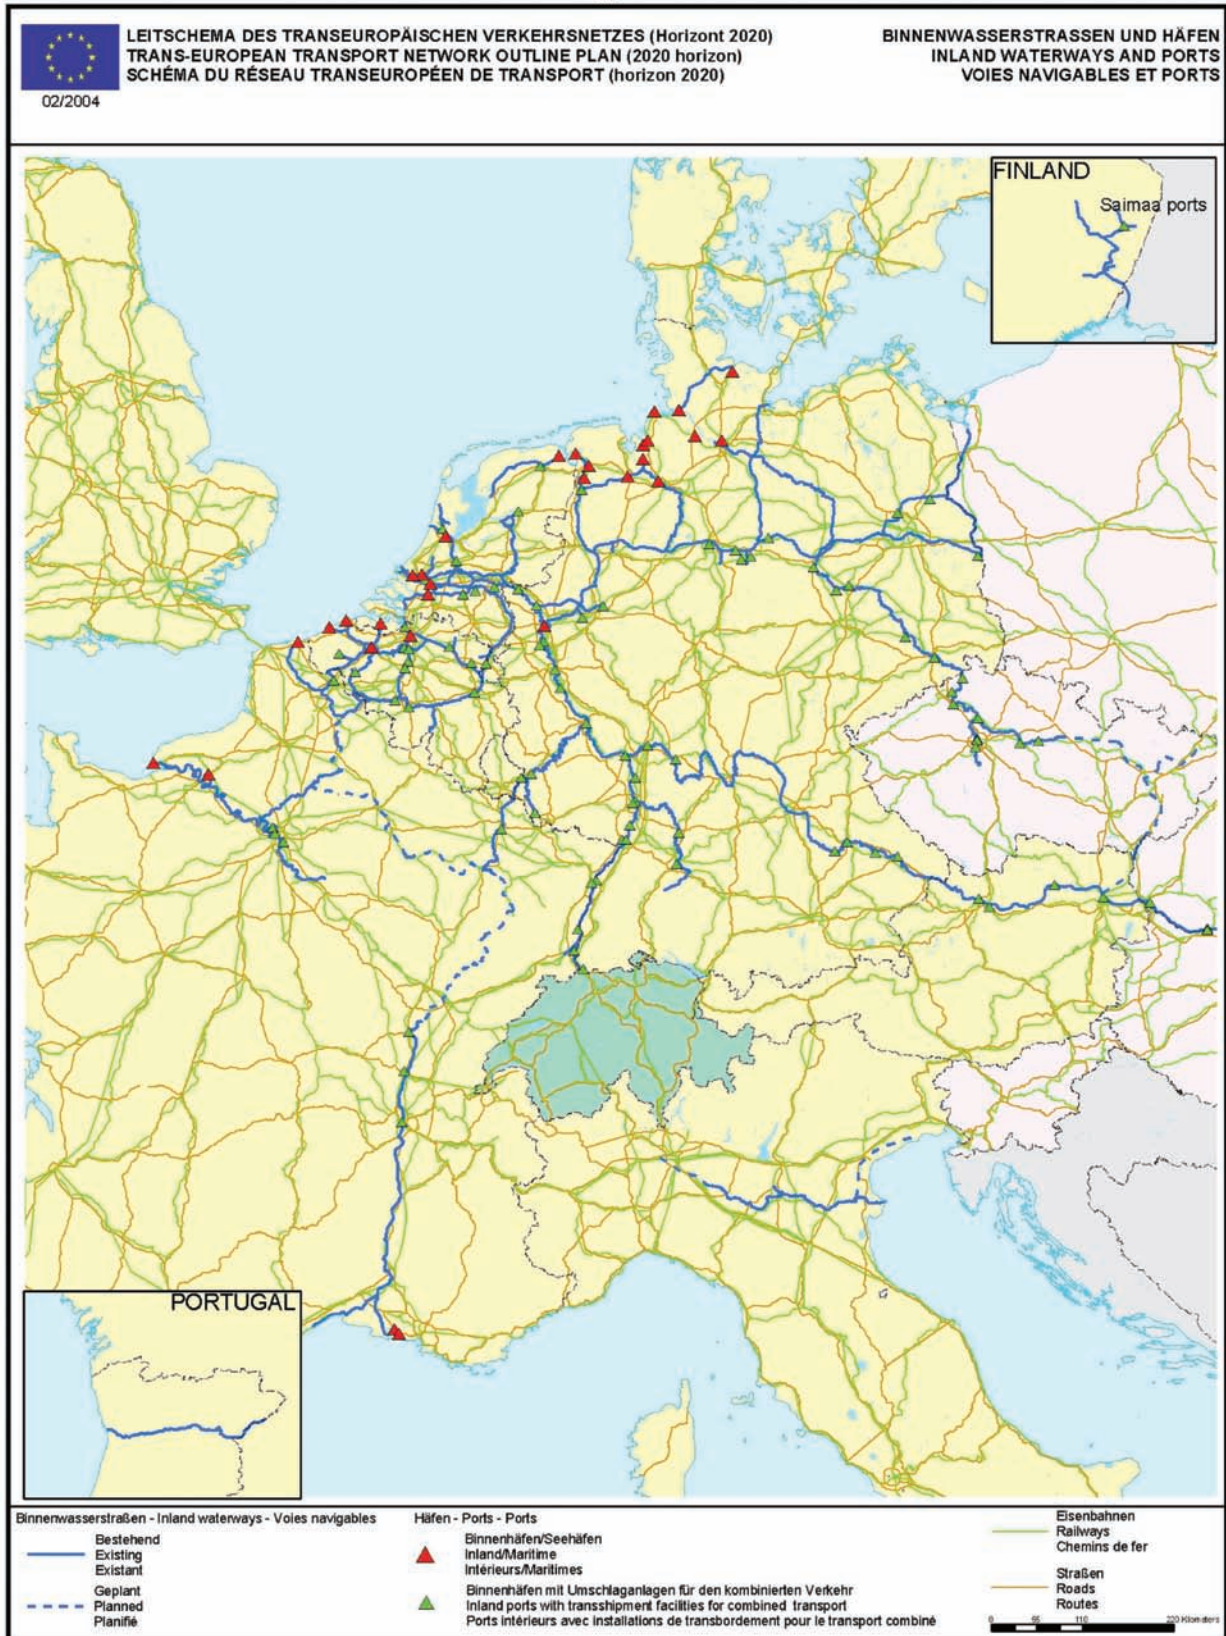 LEITSCHEMA DES TRANSEUROPÄISCHEN VERKEHRSNETZES (Horizont 2020)
TRANS-EUROPEAN TRANSPORT NETWORK OUTLINE PLAN (2020 horizon)
SCHÉMA DU RÉSEAU TRANSEUROPÉEN DE TRANSPORT (horizon 2020)
02/2004
BINNENWASSERSTRASSEN UND HÄFEN
INLAND WATERWAYS AND PORTS
VOIES NAVIGABLES ET PORTS
FINLAND
Saimaa ports
PORTUGAL
Binnenwasserstraßen - Inland waterways - Voies navigables
Bestehend
Existing
Existant
Geplant
Planned
Planifié
Häfen - Ports - Ports
Binnenhäfen/Seehäfen
Inland/Maritime
Intérieurs/Maritimes
Binnenhäfen mit Umschlaganlagen für den kombinierten Verkehr
Inland ports with transshipment facilities for combined transport
Ports intérieurs avec installations de transbordement pour le transport combiné
Eisenbahnen
Railways
Chemins de fer
Straßen
Roads
Routes
0 55 110 220 Kilometers